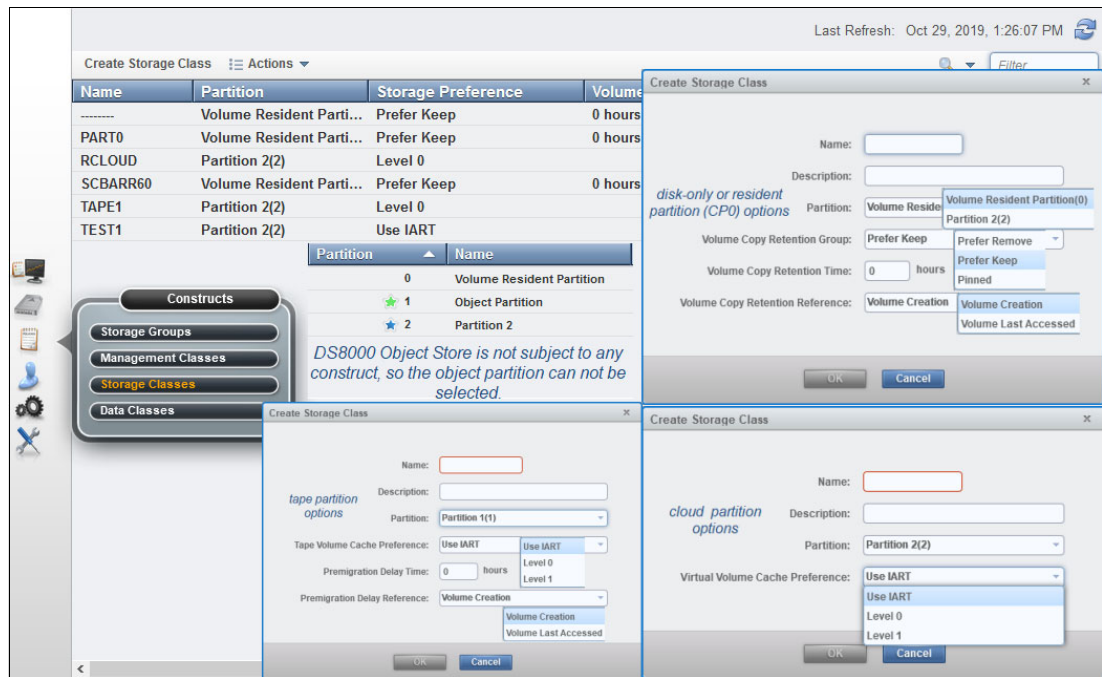 Last Refresh: Oct 29, 2019, 1:26:07 PM
Create Storage Class Actions
Filter
Name Partition Storage Preference Volume
-------- Volume Resident Parti... Prefer Keep 0 hours
PART0 Volume Resident Parti... Prefer Keep 0 hours
RCLOUD Partition 2(2) Level 0
SCBARR60 Volume Resident Parti... Prefer Keep 0 hours
TAPE1 Partition 2(2) Level 0
TEST1 Partition 2(2) Use IART
Partition Name
0 Volume Resident Partition
1 Object Partition
2 Partition 2
DS8000 Object Store is not subject to any
construct, so the object partition can not be
selected.
Constructs
Storage Groups
Management Classes
Storage Classes
Data Classes
Create Storage Class x
Name:
Description:
disk-only or resident
partition (CP0) options
Partition: Volume Reside
Volume Resident Partition(0)
Partition 2(2)
Volume Copy Retention Group: Prefer Keep
Prefer Remove
Prefer Keep
Pinned
Volume Copy Retention Time: 0 hours
Volume Copy Retention Reference: Volume Creation
Volume Creation
Volume Last Accessed
OK Cancel
Create Storage Class x
Name:
tape partition
options
Description:
Partition: Partition 1(1)
Tape Volume Cache Preference: Use IART
Use IART
Level 0
Level 1
Premigration Delay Time: 0 hours
Premigration Delay Reference: Volume Creation
Volume Creation
Volume Last Accessed
OK Cancel
Create Storage Class x
Name:
cloud partition
options
Description:
Partition: Partition 2(2)
Virtual Volume Cache Preference: Use IART
Use IART
Level 0
Level 1
OK Cancel